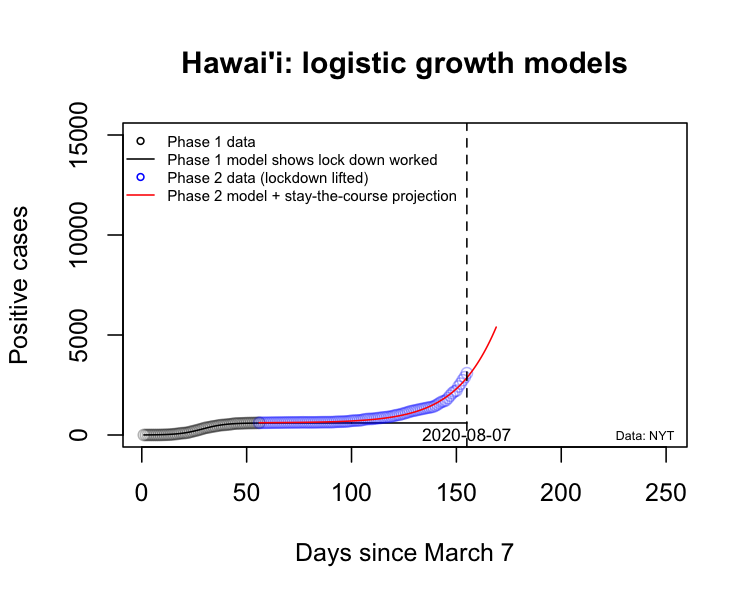 Hawai'i: logistic growth models
Phase 1 data
Phase 1 model shows lock down worked
Phase 2 data (lockdown lifted)
Phase 2 model + stay-the-course projection
Positive cases
15000
10000
5000
0
2020-08-07
Data: NYT
0 50 100 150 200 250
Days since March 7